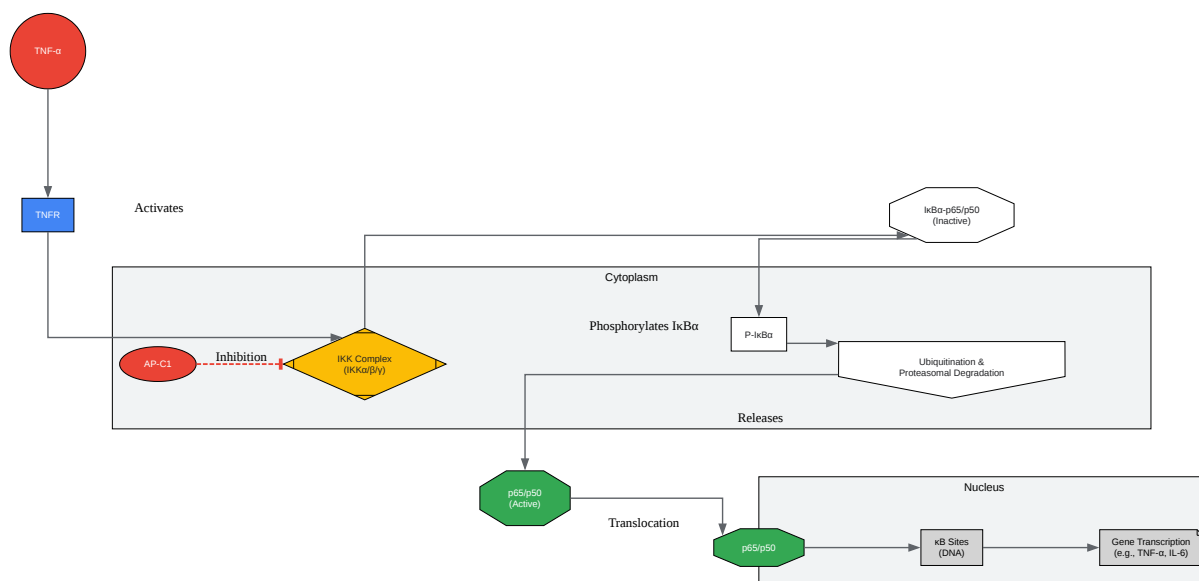 TNF-α
TNFR
Activates
IκBα-p65/p50
(Inactive)
Cytoplasm
Phosphorylates IκBα
P-IκBα
AP-C1
Inhibition
IKK Complex
(IKKα/β/γ)
Ubiquitination &
Proteasomal Degradation
Releases
p65/p50
(Active)
Translocation
Nucleus
p65/p50
κB Sites
(DNA)
Gene Transcription
(e.g., TNF-α, IL-6)